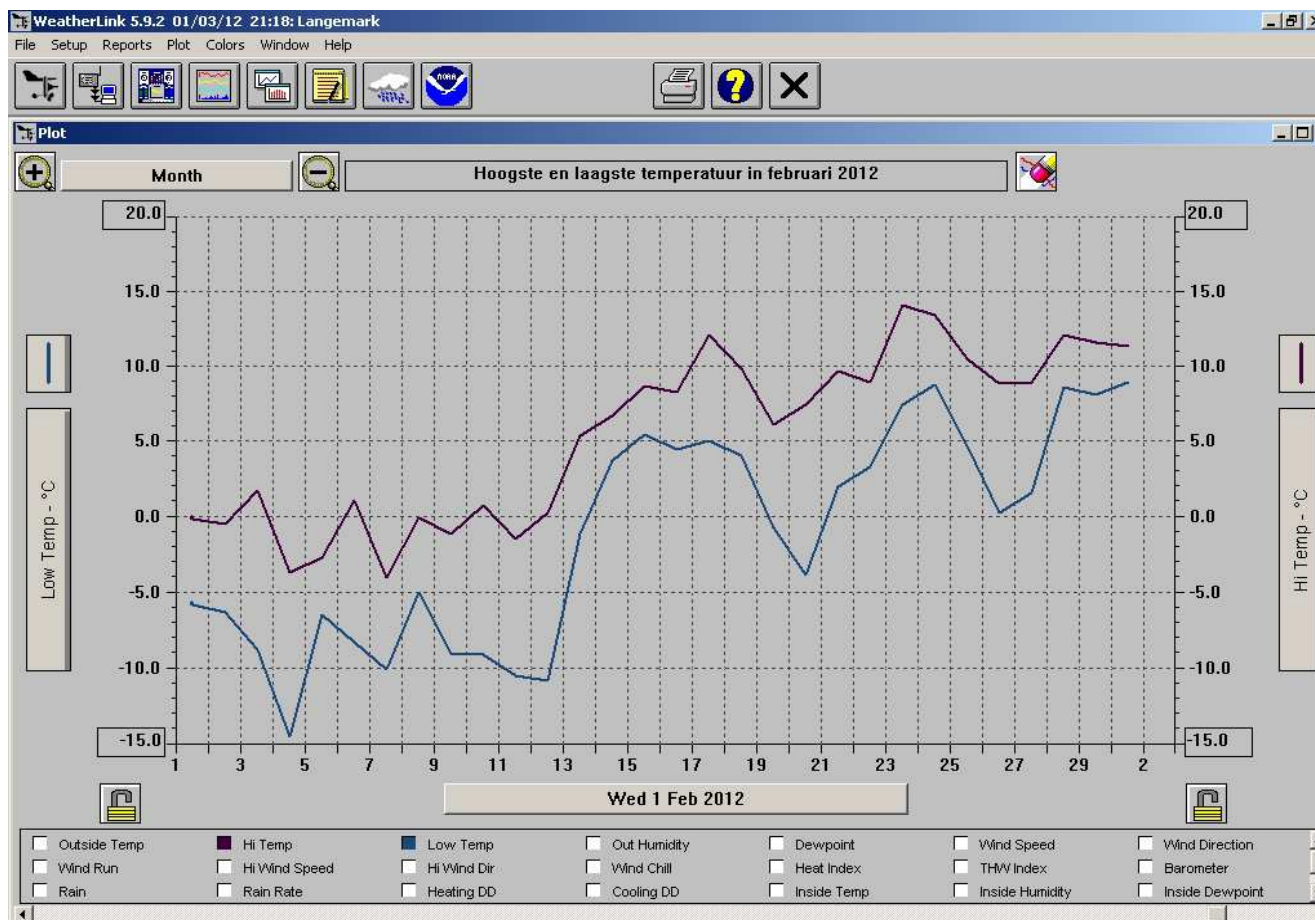 WeatherLink 5.9.2 01/03/12 21:18: Langemark
File Setup Reports Plot Colors Window Help
NOAA
Plot
Month
Hoogste en laagste temperatuur in februari 2012
20.0 20.0
15.0 15.0
10.0 10.0
5.0 5.0
0.0 0.0
-5.0 -5.0
-10.0 -10.0
-15.0 -15.0
Low Temp - °C
Hi Temp - °C
1 3 5 7 9 11 13 15 17 19 21 23 25 27 29 2
Wed 1 Feb 2012
Outside Temp Hi Temp Low Temp Out Humidity Dewpoint Wind Speed Wind Direction
Wind Run Hi Wind Speed Hi Wind Dir Wind Chill Heat Index THW Index Barometer
Rain Rain Rate Heating DD Cooling DD Inside Temp Inside Humidity Inside Dewpoint